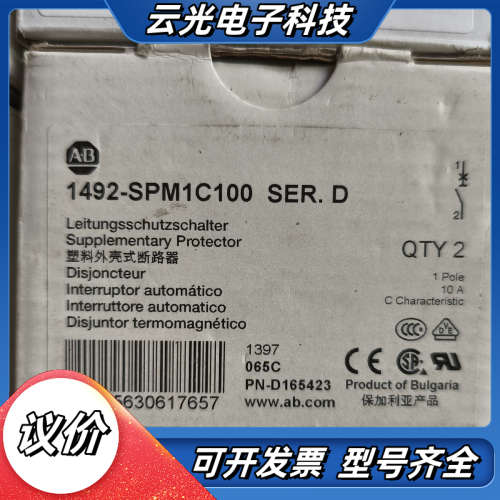 云光电子科技
A-B
1492-SPM1C100 SER. D
Leitungsschutzschalter
Supplementary Protector
塑料外壳式断路器
Disjoncteur
Interruptor automático
Interruttore automatico
Disjuntor termomagnético
1
2
QTY 2
1 Pole
10 A
C Characteristic
1397
065C
PN-D165423
www.ab.com
5630617657
CCC
VDE
CE
Product of Bulgaria
保加利亚产品
议价
可开发票 型号齐全